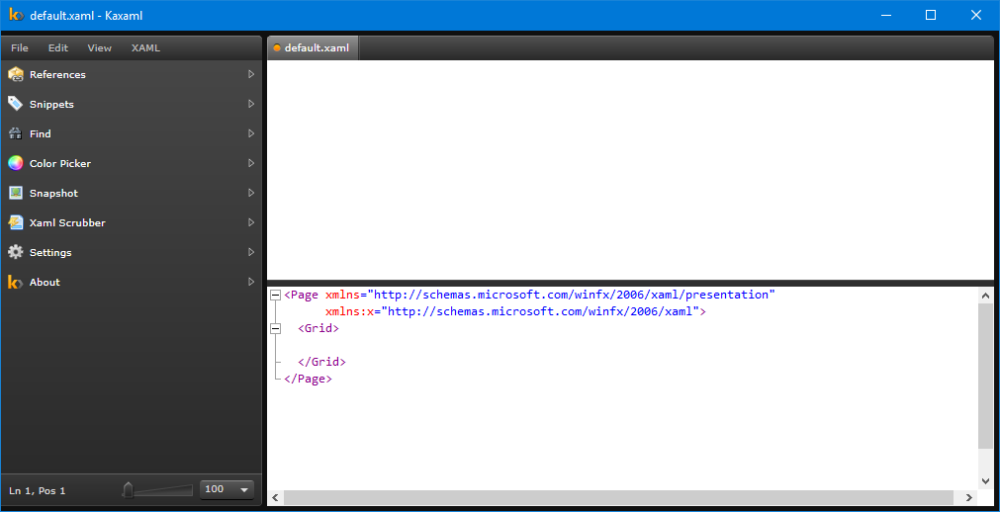 default.xaml - Kaxaml
File Edit View XAML
default.xaml
References
Snippets
Find
Color Picker
Snapshot
Xaml Scrubber
Settings
About
<Page xmlns="http://schemas.microsoft.com/winfx/2006/xaml/presentation"
xmlns:x="http://schemas.microsoft.com/winfx/2006/xaml">
<Grid>
</Grid>
</Page>
Ln 1, Pos 1
100